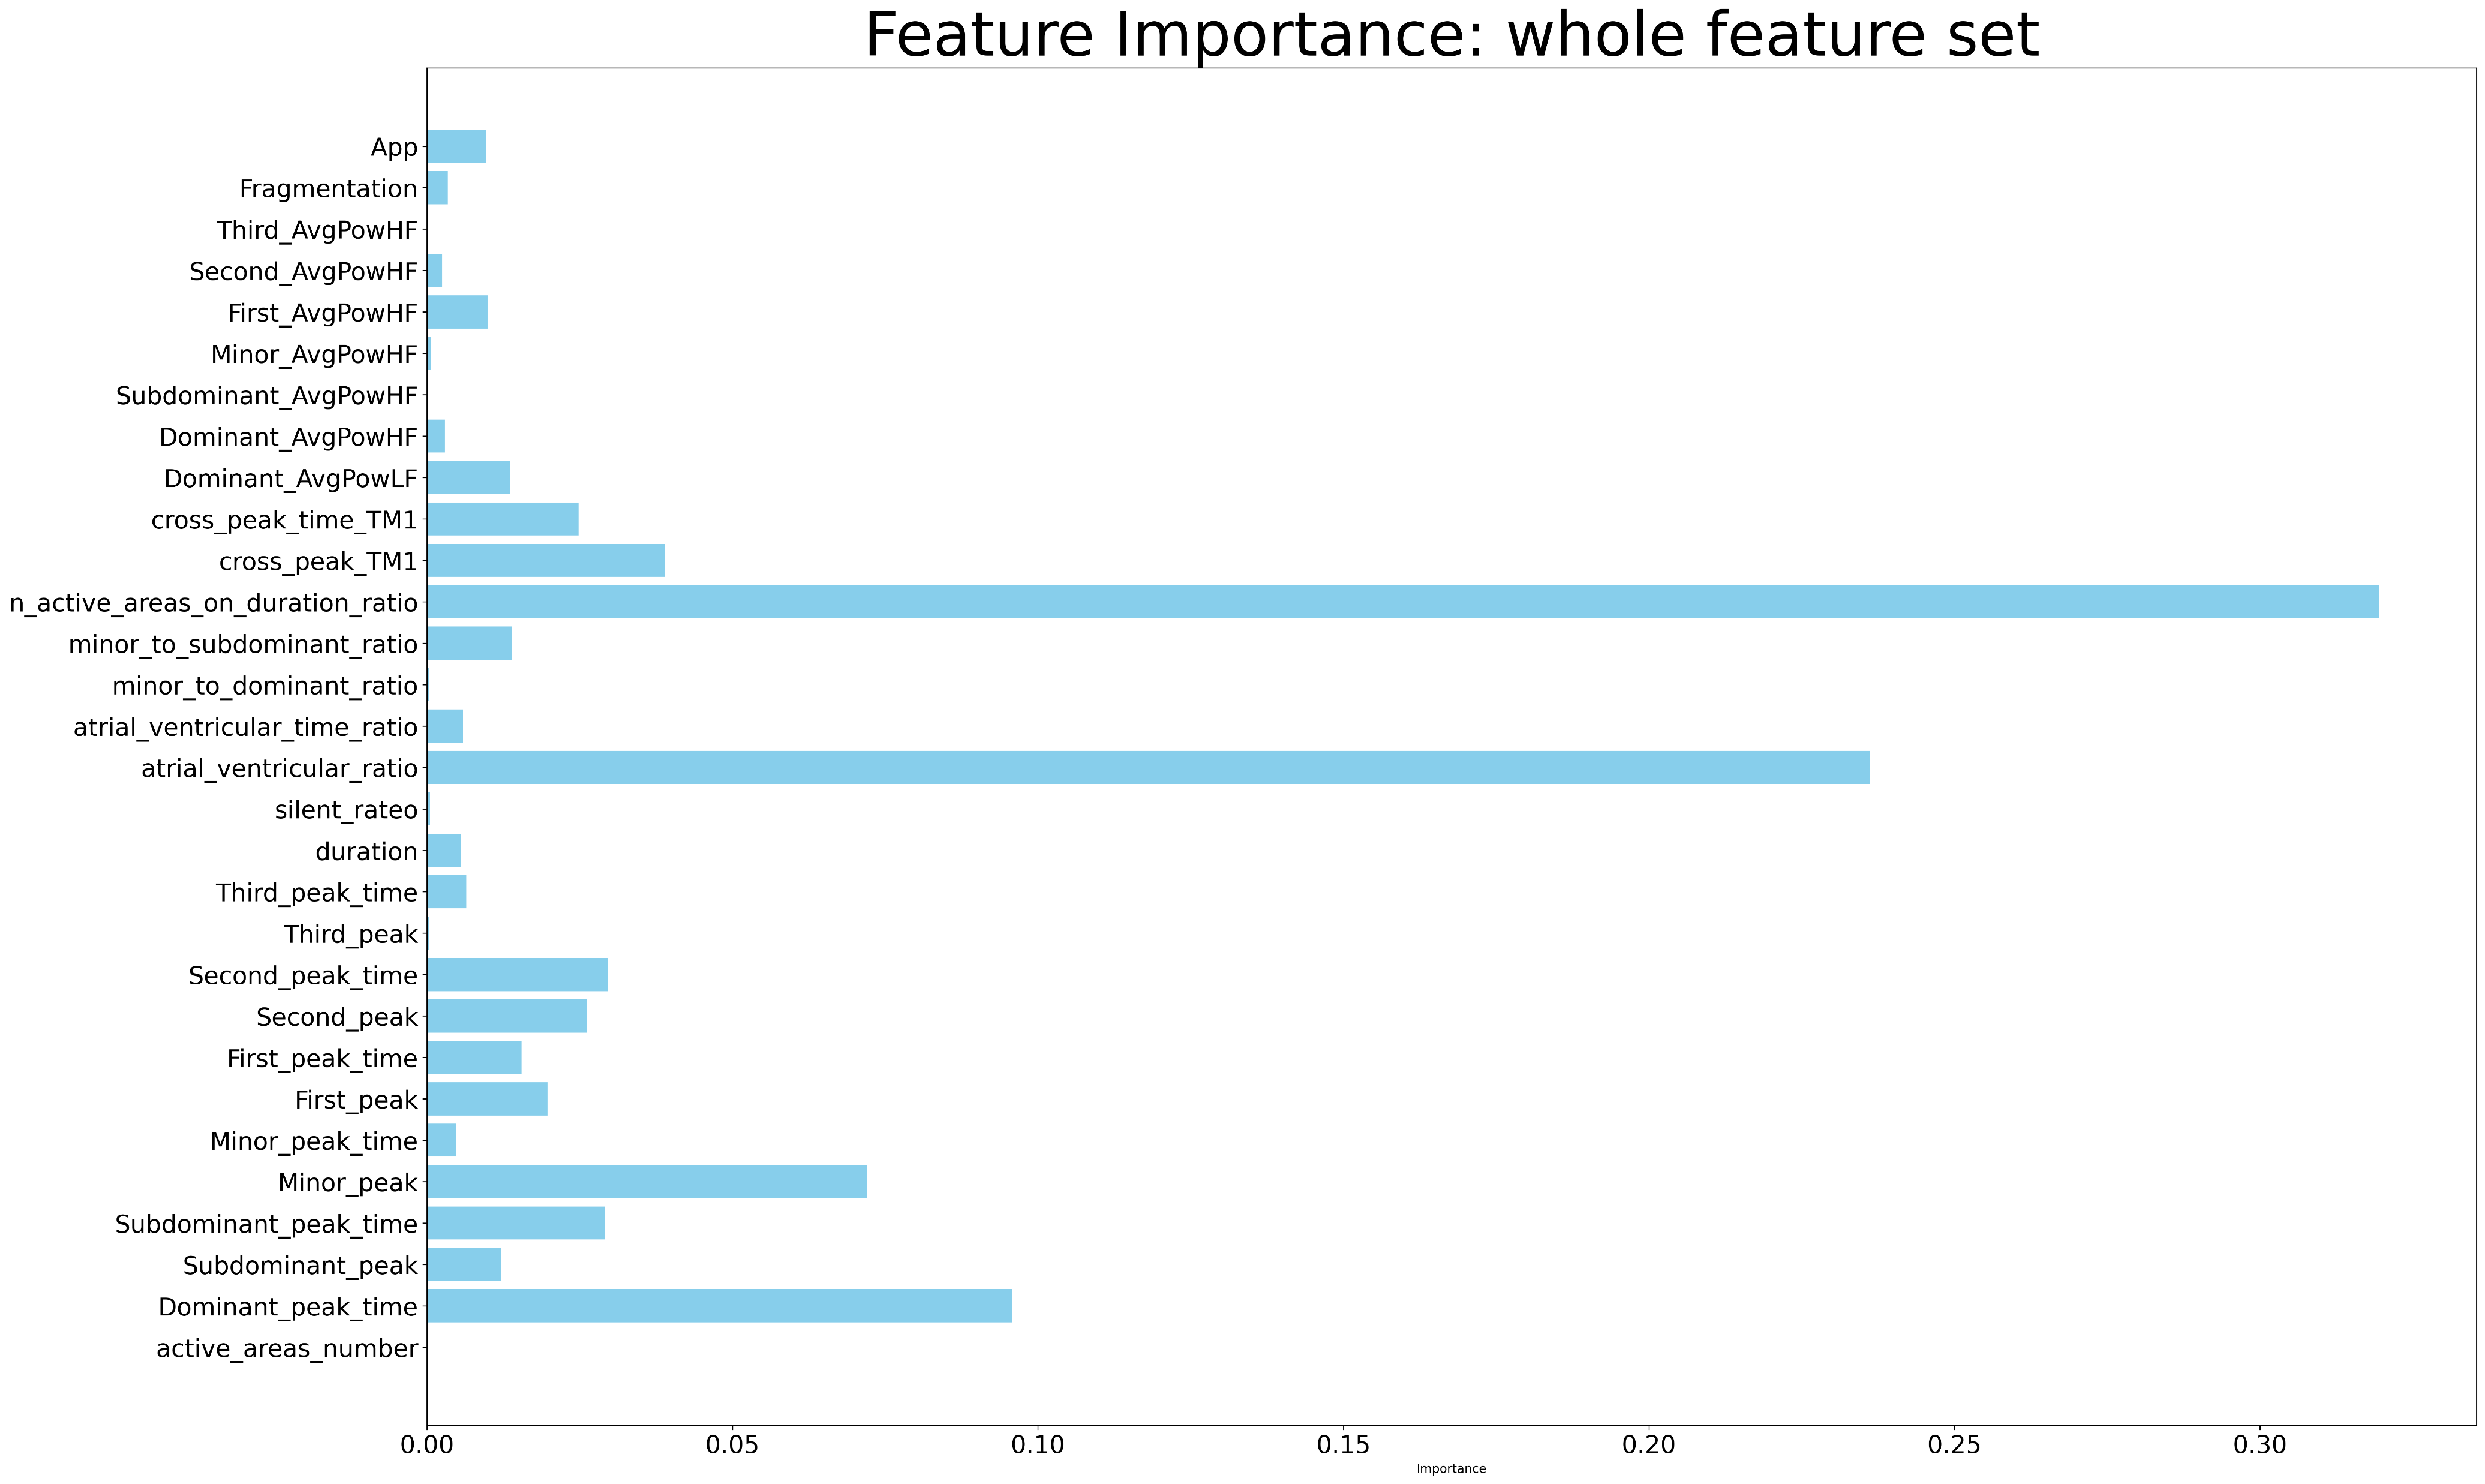 Feature Importance: whole feature set
App
Fragmentation
Third_AvgPowHF
Second_AvgPowHF
First_AvgPowHF
Minor_AvgPowHF
Subdominant_AvgPowHF
Dominant_AvgPowHF
Dominant_AvgPowLF
cross_peak_time_TM1
cross_peak_TM1
n_active_areas_on_duration_ratio
minor_to_subdominant_ratio
minor_to_dominant_ratio
atrial_ventricular_time_ratio
atrial_ventricular_ratio
silent_rateo
duration
Third_peak_time
Third_peak
Second_peak_time
Second_peak
First_peak_time
First_peak
Minor_peak_time
Minor_peak
Subdominant_peak_time
Subdominant_peak
Dominant_peak_time
active_areas_number
0.00 0.05 0.10 0.15 0.20 0.25 0.30
Importance